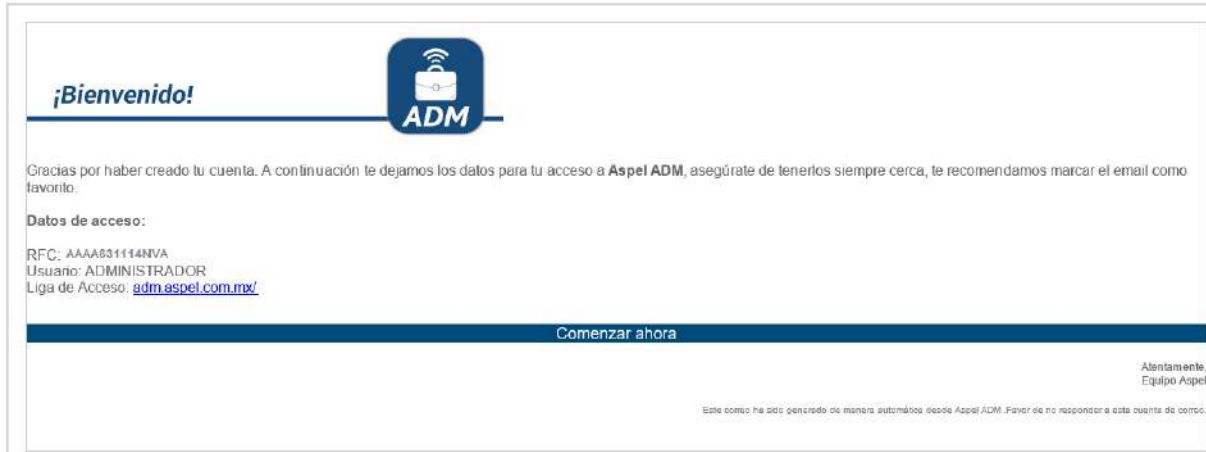 ¡Bienvenido!
ADM
Gracias por haber creado tu cuenta. A continuación te dejamos los datos para tu acceso a Aspel ADM, asegúrate de tenerlos siempre cerca, te recomendamos marcar el email como
favorito.
Datos de acceso:
RFC: AAAA831114NVA
Usuario: ADMINISTRADOR
Liga de Acceso: adm.aspel.com.mx/
Comenzar ahora
Atentamente,
Equipo Aspel
Este correo ha sido generado de manera automática desde Aspel ADM .Favor de no responder a esta cuenta de correo.